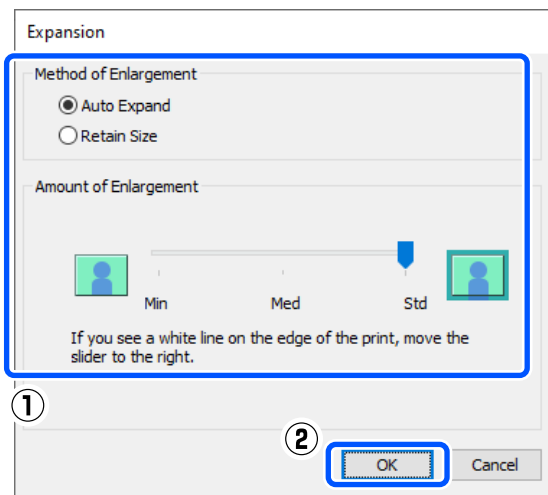 Expansion
Method of Enlargement
Auto Expand
Retain Size
Amount of Enlargement
Min Med Std
If you see a white line on the edge of the print, move the
slider to the right.
①
②
OK Cancel